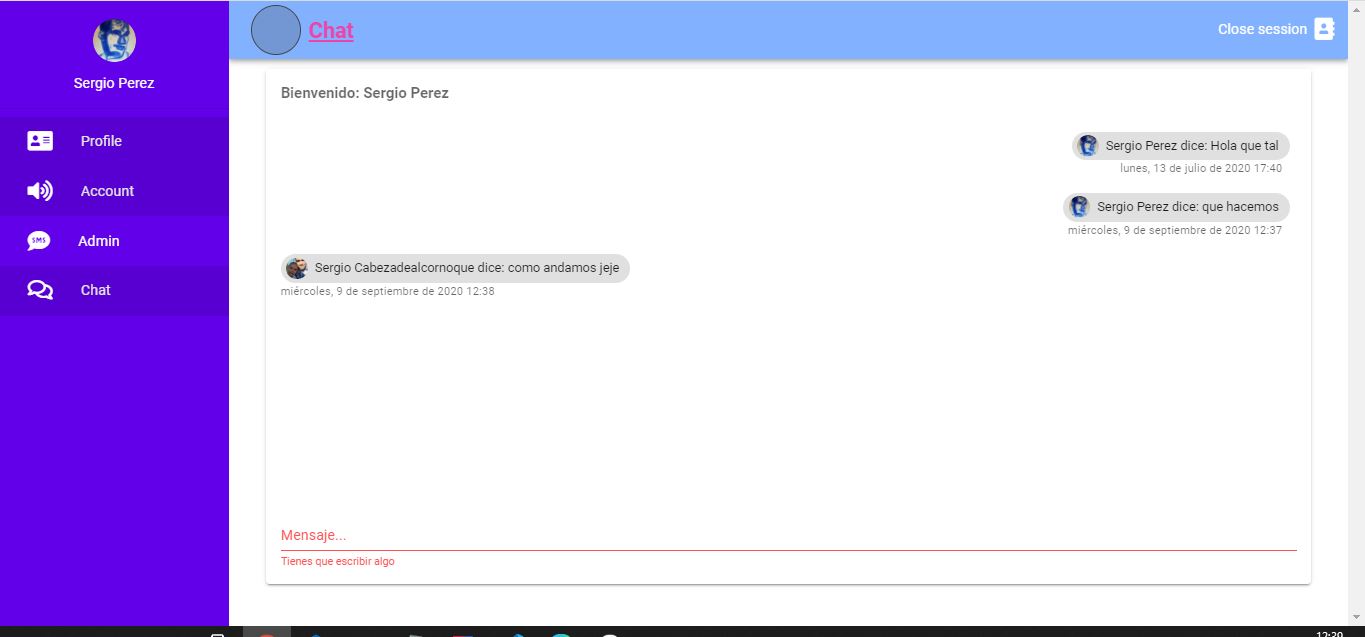 Sergio Perez
Profile
Account
SMS
Admin
Chat
Chat
Close session
Bienvenido: Sergio Perez
Sergio Perez dice: Hola que tal
lunes, 13 de julio de 2020 17:40
Sergio Perez dice: que hacemos
miércoles, 9 de septiembre de 2020 12:37
Sergio Cabezadealcornoque dice: como andamos jeje
miércoles, 9 de septiembre de 2020 12:38
Mensaje...
Tienes que escribir algo